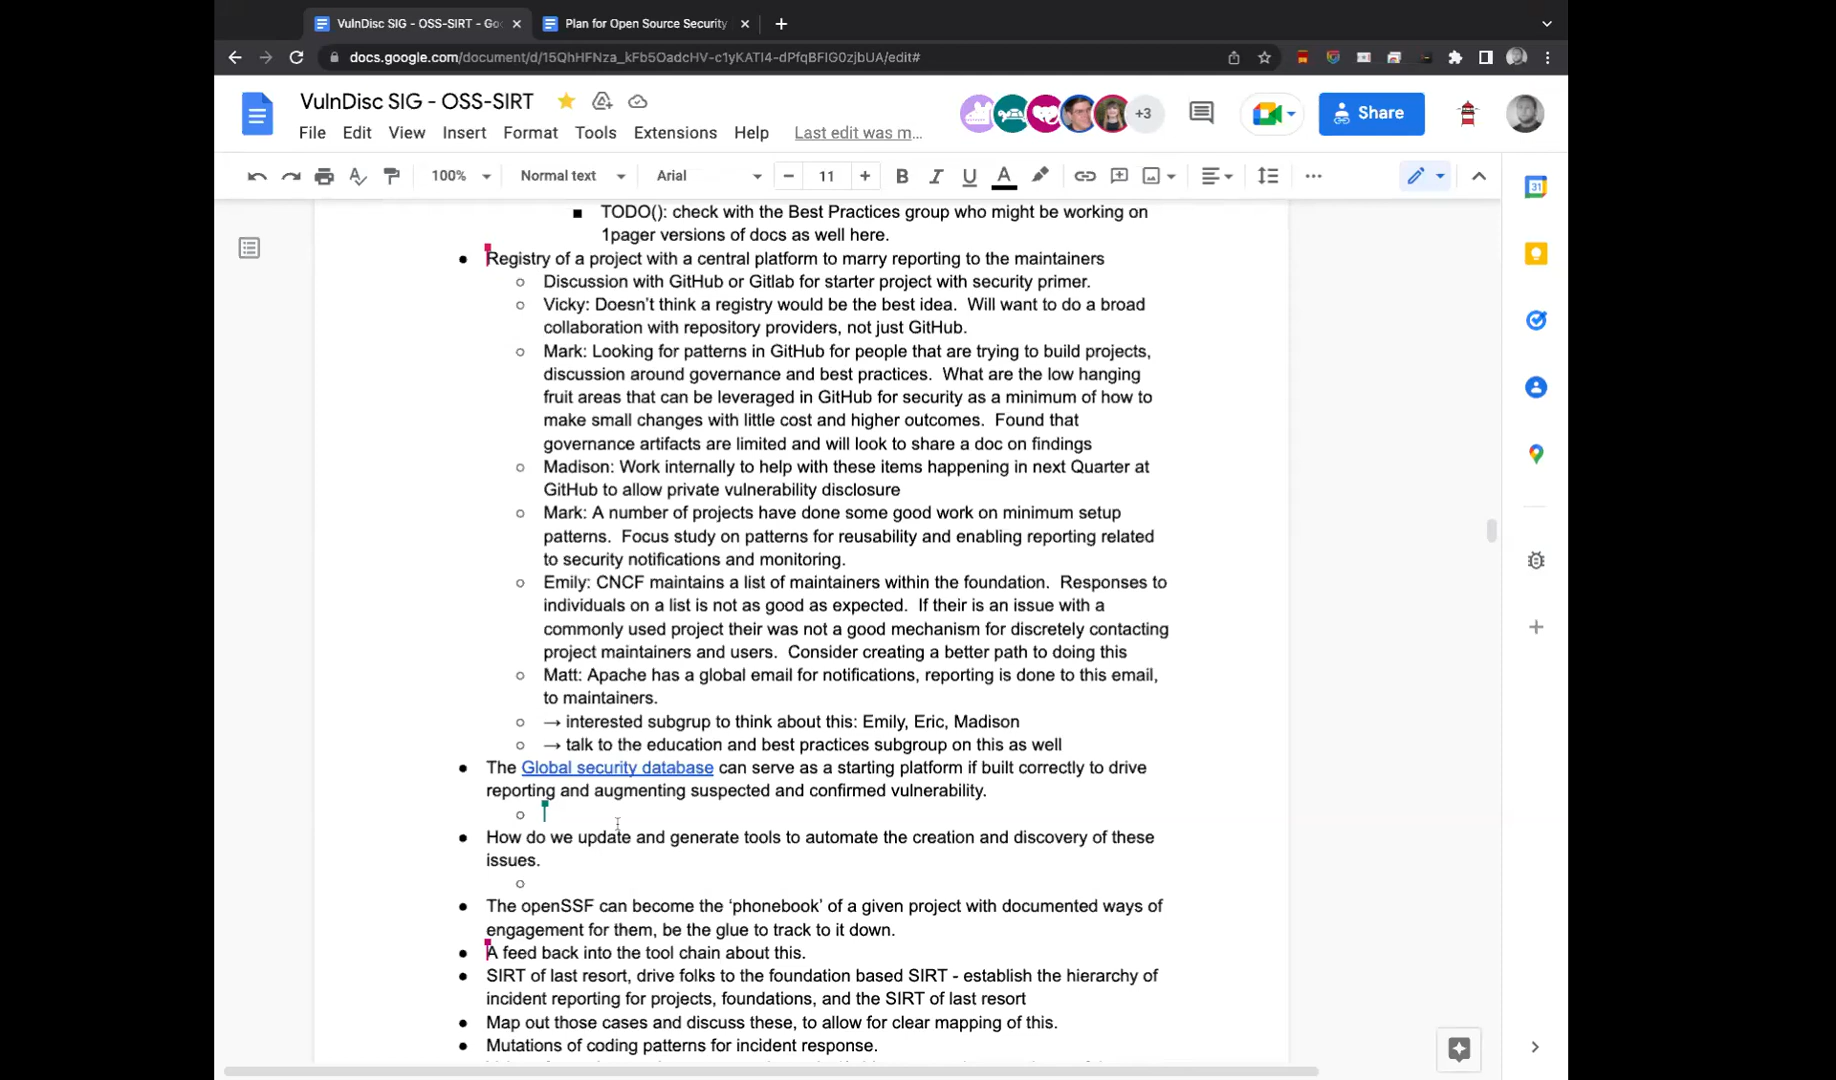 VulnDisc SIG - OSS-SIRT - Go
Plan for Open Source Security
docs.google.com/document/d/15QhHFNza_kFb5OadcHV-c1yKATI4-dPfqBFIG0zjbUA/edit#
VulnDisc SIG - OSS-SIRT
+3
Share
File Edit View Insert Format Tools Extensions Help Last edit was m...
100% Normal text Arial 11 B I U A
31
TODO(): check with the Best Practices group who might be working on
1pager versions of docs as well here.
Registry of a project with a central platform to marry reporting to the maintainers
Discussion with GitHub or Gitlab for starter project with security primer.
Vicky: Doesn't think a registry would be the best idea. Will want to do a broad
collaboration with repository providers, not just GitHub.
Mark: Looking for patterns in GitHub for people that are trying to build projects,
discussion around governance and best practices. What are the low hanging
fruit areas that can be leveraged in GitHub for security as a minimum of how to
make small changes with little cost and higher outcomes. Found that
governance artifacts are limited and will look to share a doc on findings
Madison: Work internally to help with these items happening in next Quarter at
GitHub to allow private vulnerability disclosure
Mark: A number of projects have done some good work on minimum setup
patterns. Focus study on patterns for reusability and enabling reporting related
to security notifications and monitoring.
Emily: CNCF maintains a list of maintainers within the foundation. Responses to
individuals on a list is not as good as expected. If their is an issue with a
commonly used project their was not a good mechanism for discretely contacting
project maintainers and users. Consider creating a better path to doing this
Matt: Apache has a global email for notifications, reporting is done to this email,
to maintainers.
→ interested subgrup to think about this: Emily, Eric, Madison
→ talk to the education and best practices subgroup on this as well
The Global security database can serve as a starting platform if built correctly to drive
reporting and augmenting suspected and confirmed vulnerability.
How do we update and generate tools to automate the creation and discovery of these
issues.
The openSSF can become the ‘phonebook’ of a given project with documented ways of
engagement for them, be the glue to track to it down.
A feed back into the tool chain about this.
SIRT of last resort, drive folks to the foundation based SIRT - establish the hierarchy of
incident reporting for projects, foundations, and the SIRT of last resort
Map out those cases and discuss these, to allow for clear mapping of this.
Mutations of coding patterns for incident response.